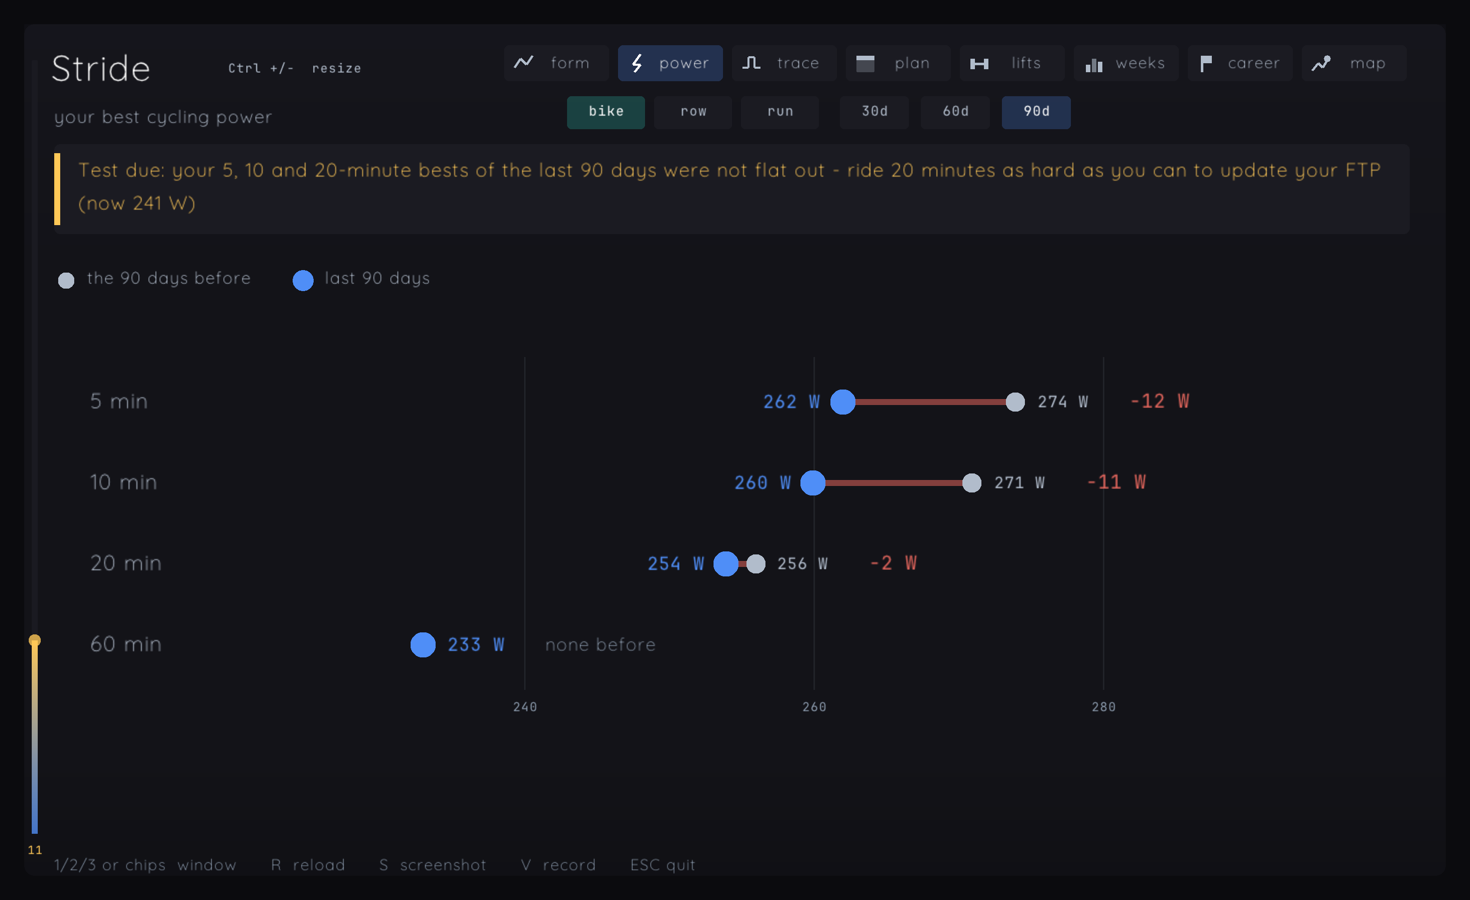 Stride
Ctrl +/- resize
form
power
trace
plan
lifts
weeks
career
map
your best cycling power
bike
row
run
30d
60d
90d
Test due: your 5, 10 and 20-minute bests of the last 90 days were not flat out - ride 20 minutes as hard as you can to update your FTP
(now 241 W)
the 90 days before
last 90 days
5 min 262 W 274 W -12 W
10 min 260 W 271 W -11 W
20 min 254 W 256 W -2 W
60 min 233 W none before
240 260 280
11
1/2/3 or chips window R reload S screenshot V record ESC quit